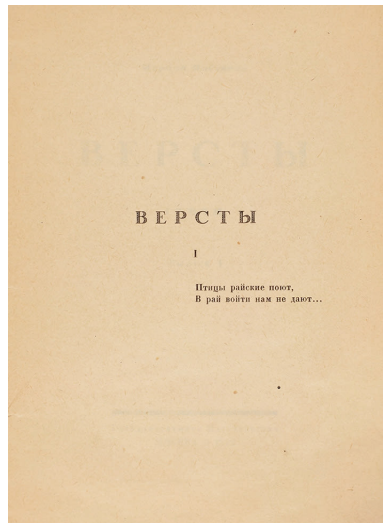 ВЕРСТЫ
I
Птицы райские поют,
В рай войти нам не дают...